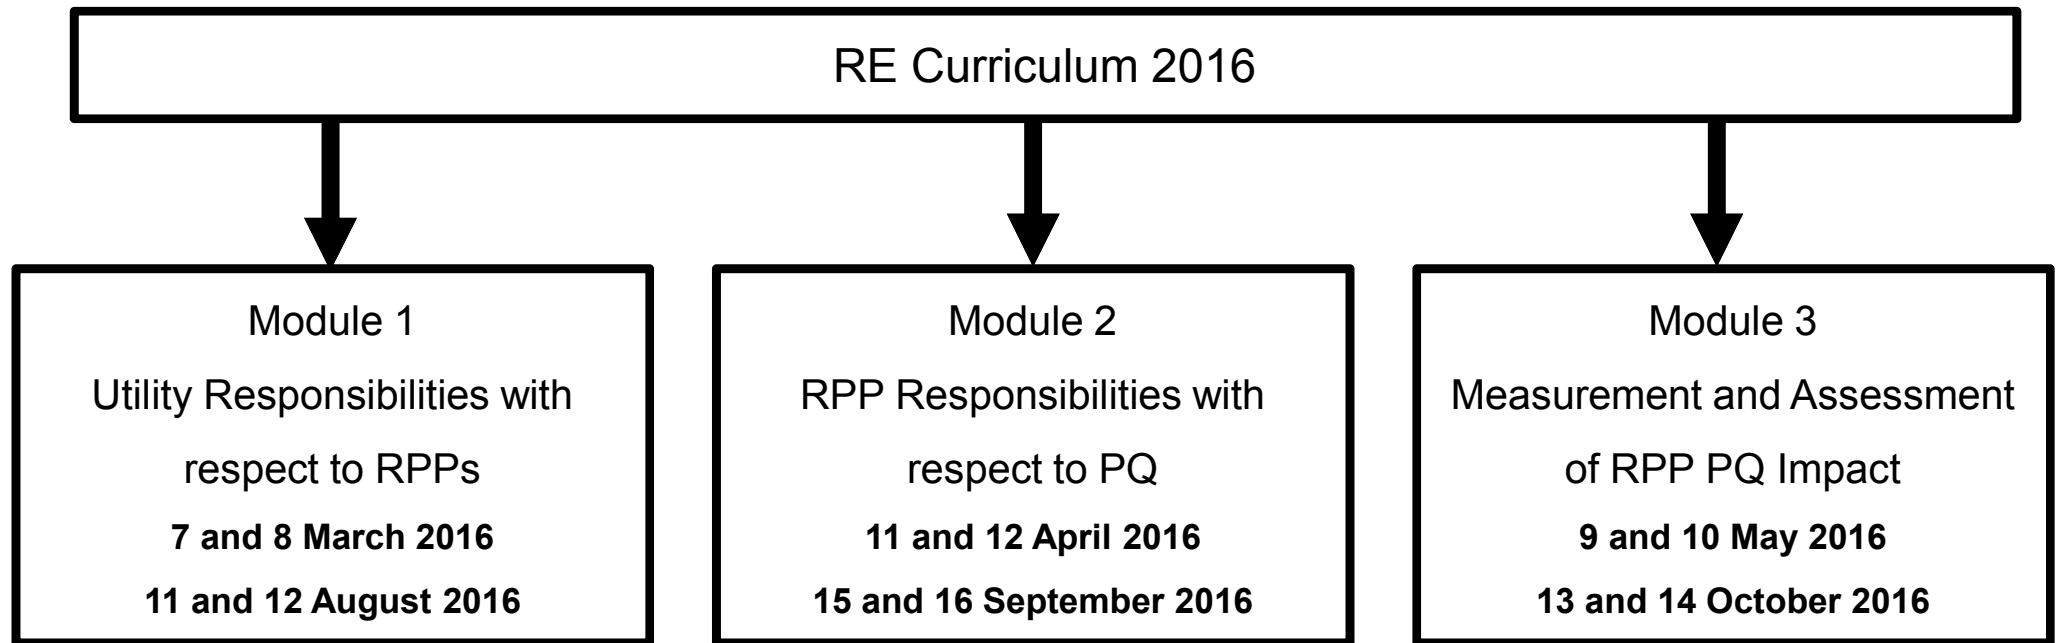 RE Curriculum 2016
Module 1
Utility Responsibilities with
respect to RPPs
7 and 8 March 2016
11 and 12 August 2016
Module 2
RPP Responsibilities with
respect to PQ
11 and 12 April 2016
15 and 16 September 2016
Module 3
Measurement and Assessment
of RPP PQ Impact
9 and 10 May 2016
13 and 14 October 2016